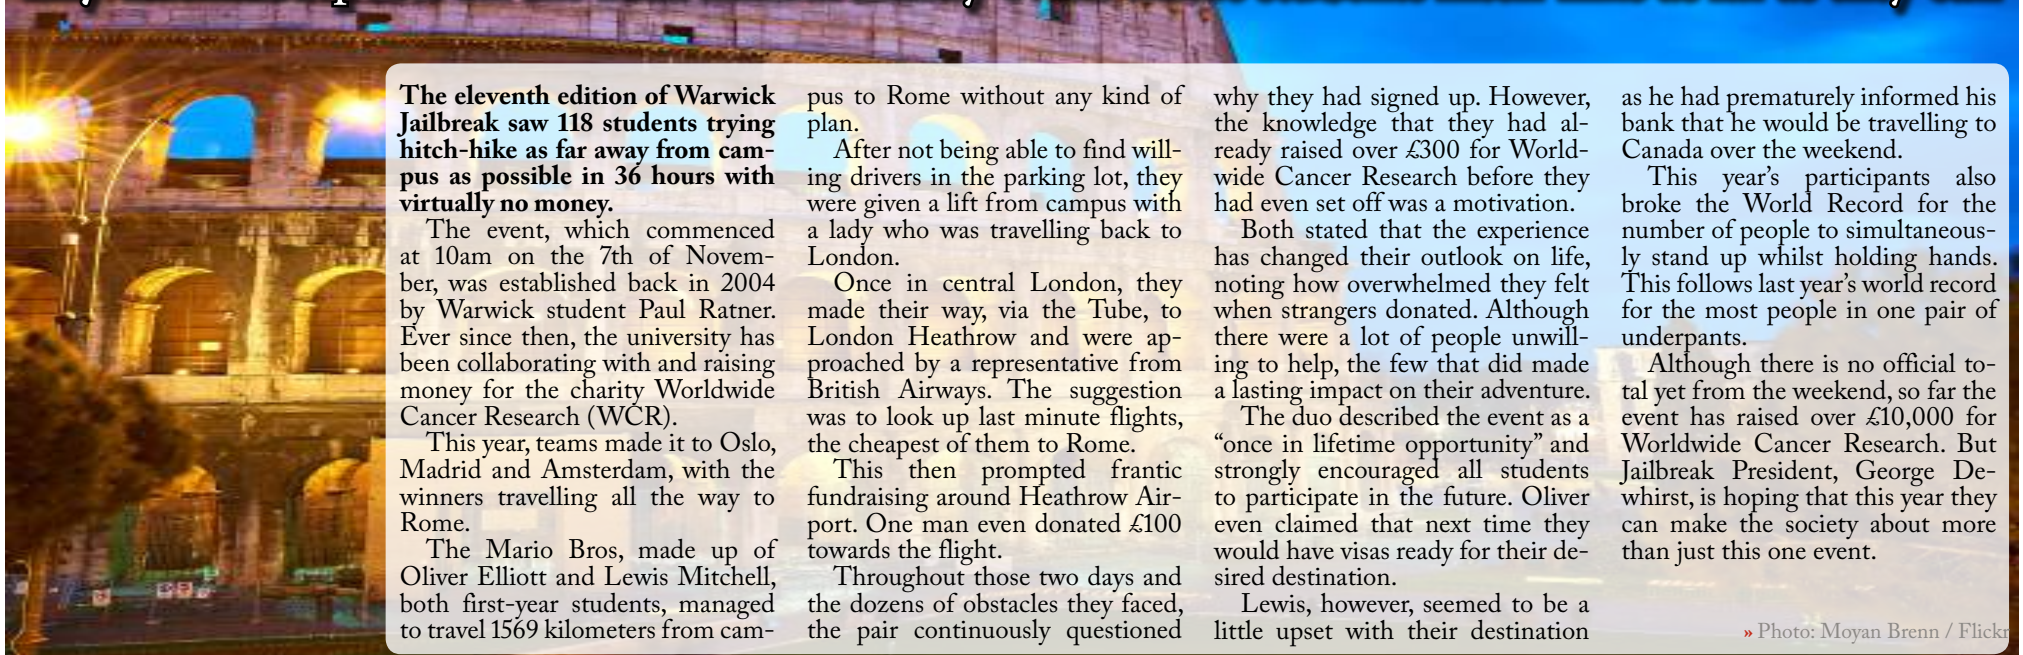 The eleventh edition of Warwick
Jailbreak saw 118 students trying
hitch-hike as far away from cam-
pus as possible in 36 hours with
virtually no money.
The event, which commenced
at 10am on the 7th of Novem-
ber, was established back in 2004
by Warwick student Paul Ratner.
Ever since then, the university has
been collaborating with and raising
money for the charity Worldwide
Cancer Research (WCR).
This year, teams made it to Oslo,
Madrid and Amsterdam, with the
winners travelling all the way to
Rome.
The Mario Bros, made up of
Oliver Elliott and Lewis Mitchell,
both first-year students, managed
to travel 1569 kilometers from cam-
pus to Rome without any kind of
plan.
After not being able to find will-
ing drivers in the parking lot, they
were given a lift from campus with
a lady who was travelling back to
London.
Once in central London, they
made their way, via the Tube, to
London Heathrow and were ap-
proached by a representative from
British Airways. The suggestion
was to look up last minute flights,
the cheapest of them to Rome.
This then prompted frantic
fundraising around Heathrow Air-
port. One man even donated £100
towards the flight.
Throughout those two days and
the dozens of obstacles they faced,
the pair continuously questioned
why they had signed up. However,
the knowledge that they had al-
ready raised over £300 for World-
wide Cancer Research before they
had even set off was a motivation.
Both stated that the experience
has changed their outlook on life,
noting how overwhelmed they felt
when strangers donated. Although
there were a lot of people unwill-
ing to help, the few that did made
a lasting impact on their adventure.
The duo described the event as a
“once in lifetime opportunity” and
strongly encouraged all students
to participate in the future. Oliver
even claimed that next time they
would have visas ready for their de-
sired destination.
Lewis, however, seemed to be a
little upset with their destination
as he had prematurely informed his
bank that he would be travelling to
Canada over the weekend.
This year’s participants also
broke the World Record for the
number of people to simultaneous-
ly stand up whilst holding hands.
This follows last year’s world record
for the most people in one pair of
underpants.
Although there is no official to-
tal yet from the weekend, so far the
event has raised over £10,000 for
Worldwide Cancer Research. But
Jailbreak President, George De-
whirst, is hoping that this year they
can make the society about more
than just this one event.
» Photo: Moyan Brenn / Flickr